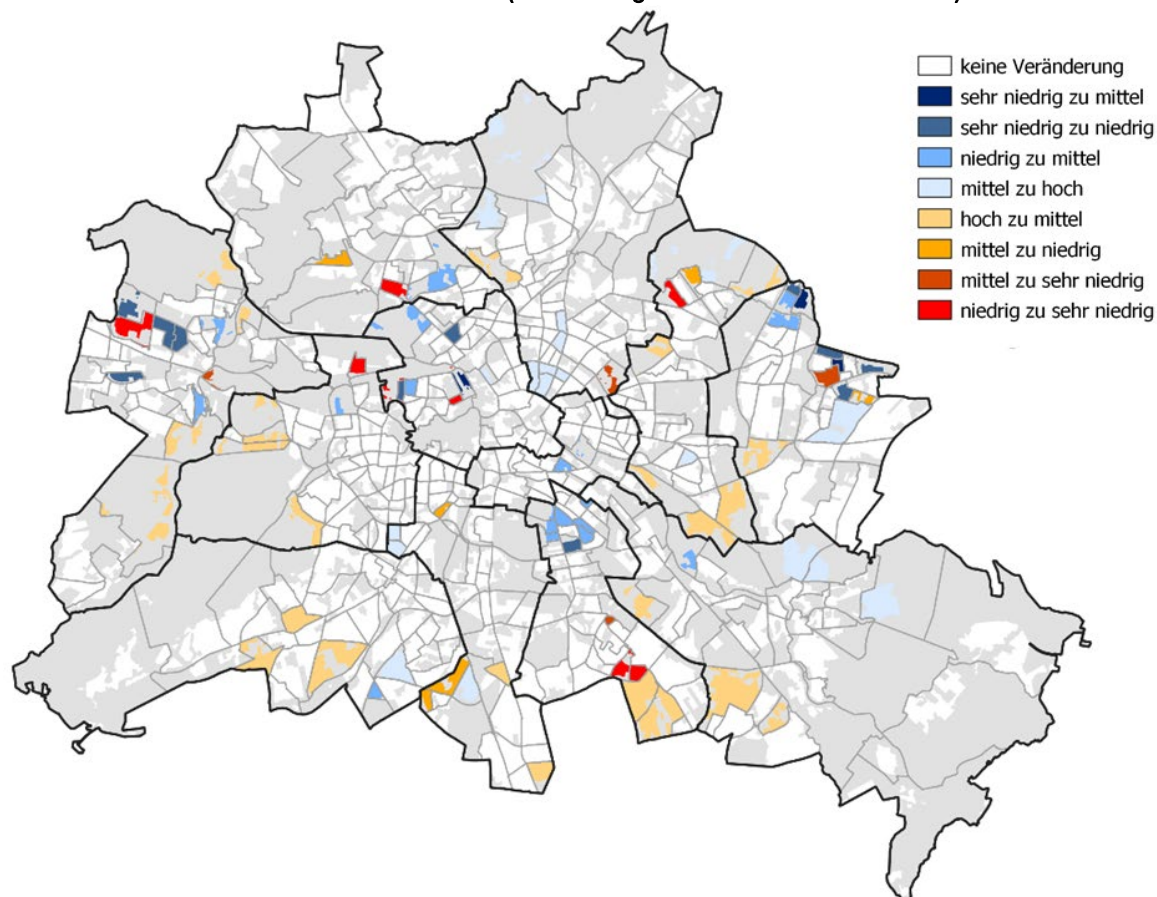 keine Veränderung
sehr niedrig zu mittel
sehr niedrig zu niedrig
niedrig zu mittel
mittel zu hoch
hoch zu mittel
mittel zu niedrig
mittel zu sehr niedrig
niedrig zu sehr niedrig